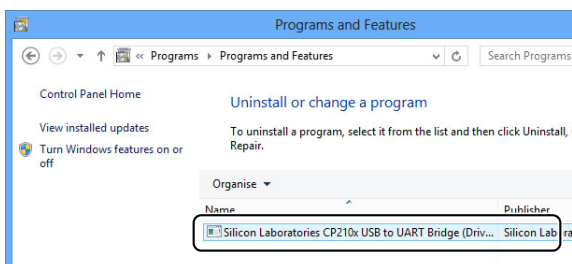 Programs and Features
« Programs Programs and Features
Search Programs
Control Panel Home
View installed updates
Turn Windows features on or
off
Uninstall or change a program
To uninstall a program, select it from the list and then click Uninstall,
Repair.
Organise
Name Publisher
Silicon Laboratories CP210x USB to UART Bridge (Driv... Silicon Labora